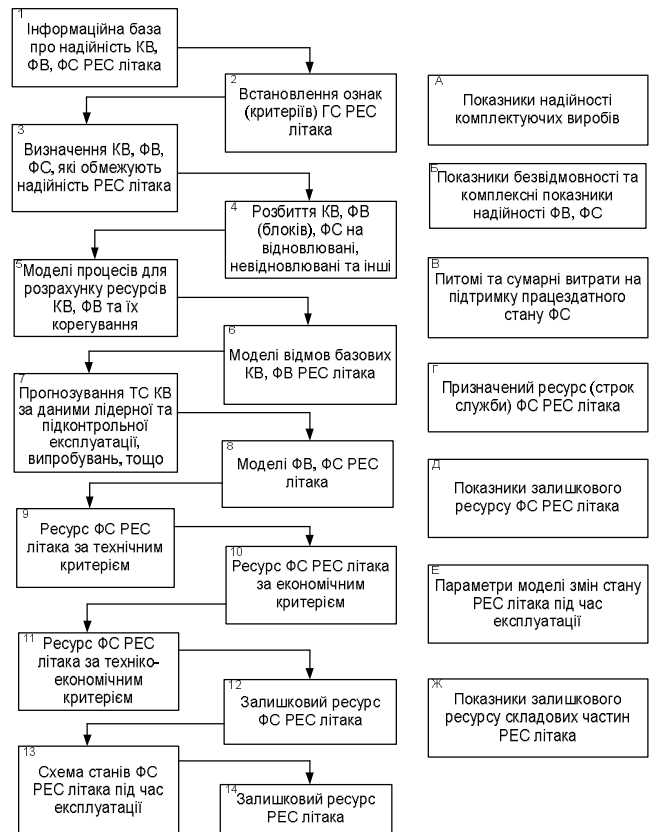 1
Інформаційна база
про надійність КВ,
ФВ, ФС РЕС літака
2
Встановлення ознак
(критеріїв) ГС РЕС
літака
3
Визначення КВ, ФВ,
ФС, які обмежують
надійність РЕС літака
4
Розбиття КВ, ФВ
(блоків), ФС на
відновлювані,
невідновлювані та інші
5
Моделі процесів для
розрахунку ресурсів
КВ, ФВ та їх
корегування
6
Моделі відмов базових
КВ, ФВ РЕС літака
7
Прогнозування ТС КВ
за даними лідерної та
підконтрольної
експлуатації,
випробувань, тощо
8
Моделі ФВ, ФС РЕС
літака
9
Ресурс ФС РЕС
літака за технічним
критерієм
10
Ресурс ФС РЕС літака
за економічним
критерієм
11
Ресурс ФС РЕС
літака за техніко-
економічним
критерієм
12
Залишковий ресурс
ФС РЕС літака
13
Схема станів ФС
РЕС літака під час
експлуатації
14
Залишковий ресурс
РЕС літака
А
Показники надійності
комплектуючих виробів
Б
Показники безвідмовності та
комплексні показники
надійності ФВ, ФС
В
Питомі та сумарні витрати на
підтримку працездатного
стану ФС
Г
Призначений ресурс (строк
служби) ФС РЕС літака
Д
Показники залишкового
ресурсу ФС РЕС літака
Е
Параметри моделі змін стану
РЕС літака під час
експлуатації
Ж
Показники залишкового
ресурсу складових частин
РЕС літака